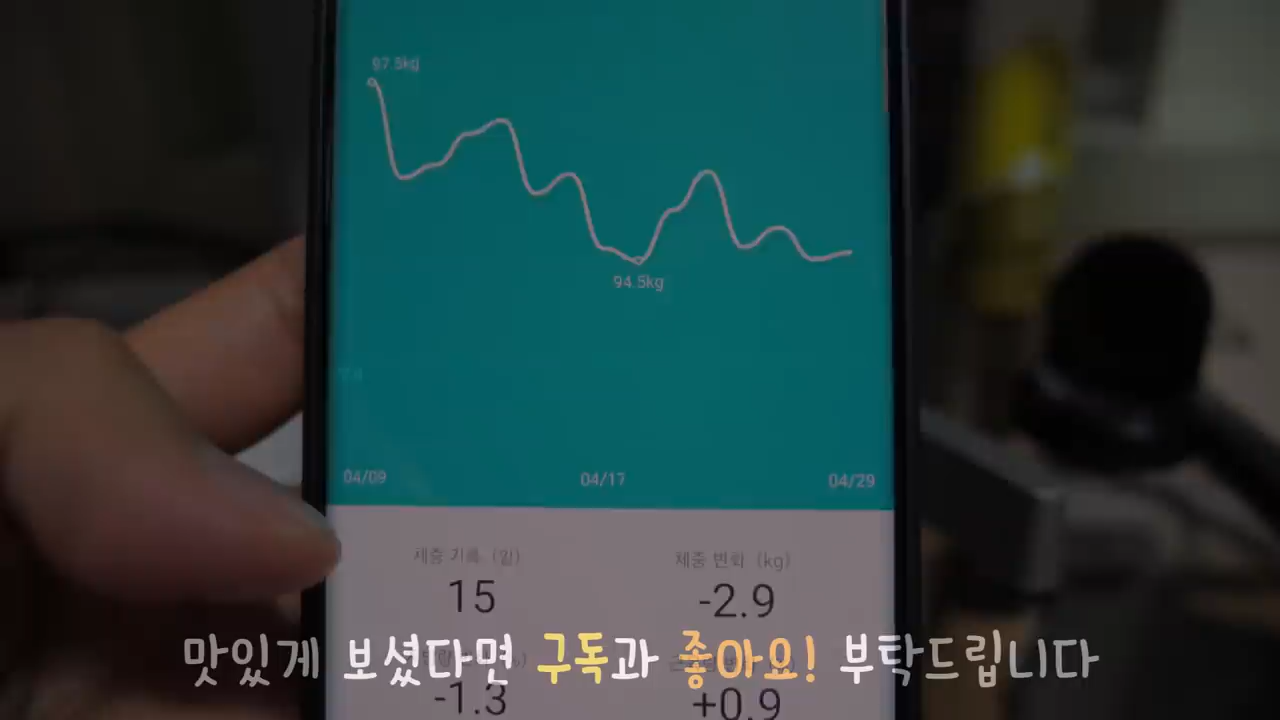 97.5kg
94.5kg
04/09 04/17 04/29
체중 기록 (일) 체중 변화 (kg)
15 -2.9
맛있게 보셨다면 구독과 좋아요! 부탁드립니다
-1.3 +0.9